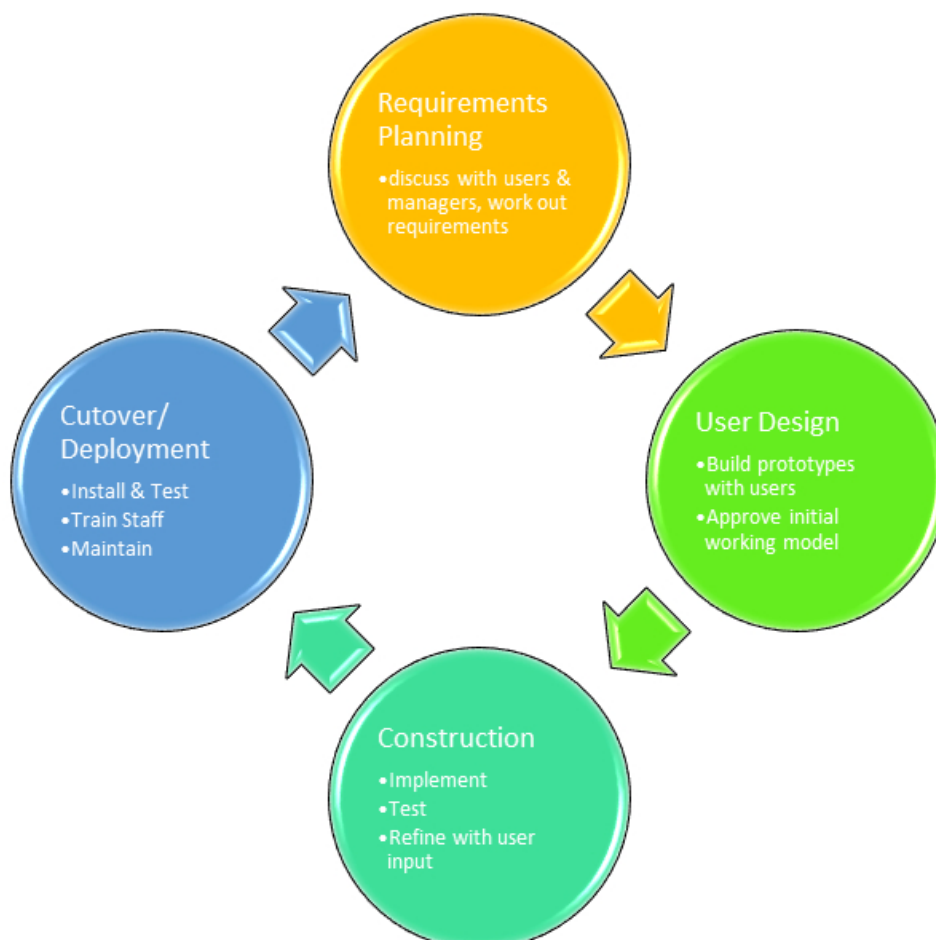 Requirements
Planning
•discuss with users &
managers, work out
requirements
User Design
•Build prototypes
with users
•Approve initial
working model
Construction
•Implement
•Test
•Refine with user
input
Cutover/
Deployment
•Install & Test
•Train Staff
•Maintain